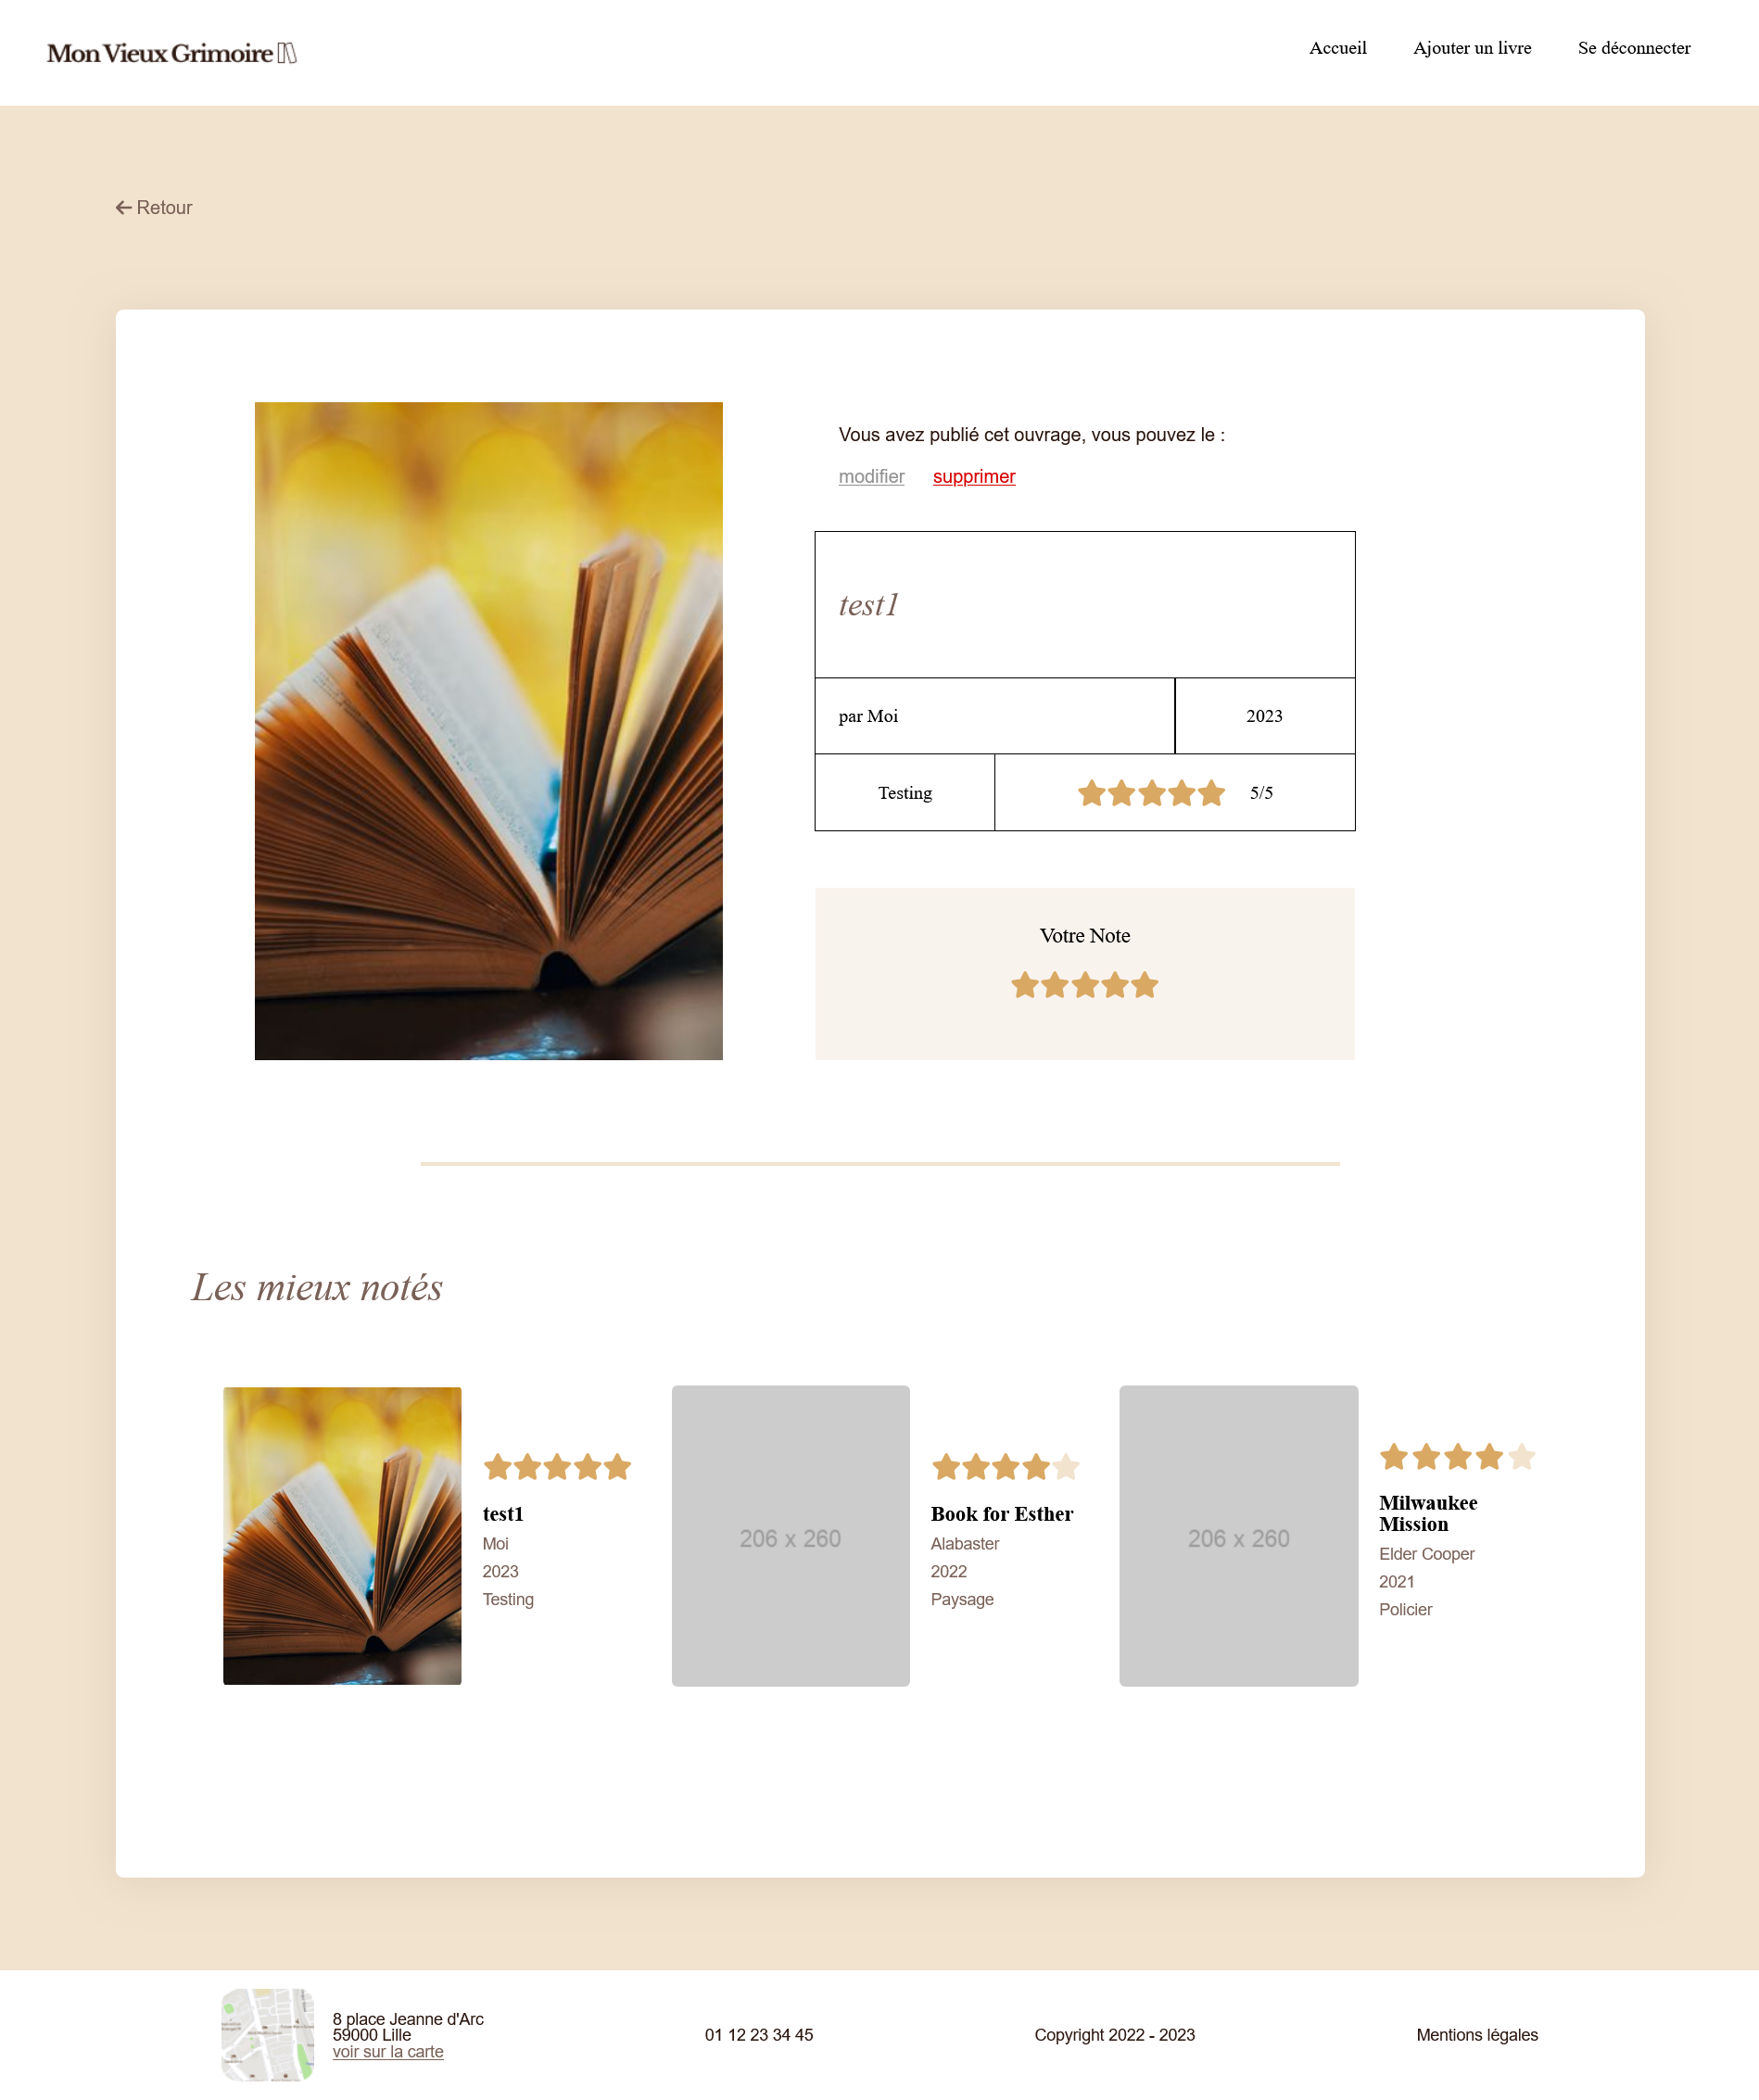 Mon Vieux Grimoire
Accueil
Ajouter un livre
Se déconnecter
Retour
Vous avez publié cet ouvrage, vous pouvez le :
modifier
supprimer
test1
par Moi
2023
Testing
5/5
Votre Note
Les mieux notés
test1
Moi
2023
Testing
206 x 260
Book for Esther
Alabaster
2022
Paysage
206 x 260
Milwaukee
Mission
Elder Cooper
2021
Policier
8 place Jeanne d'Arc
59000 Lille
voir sur la carte
01 12 23 34 45
Copyright 2022 - 2023
Mentions légales